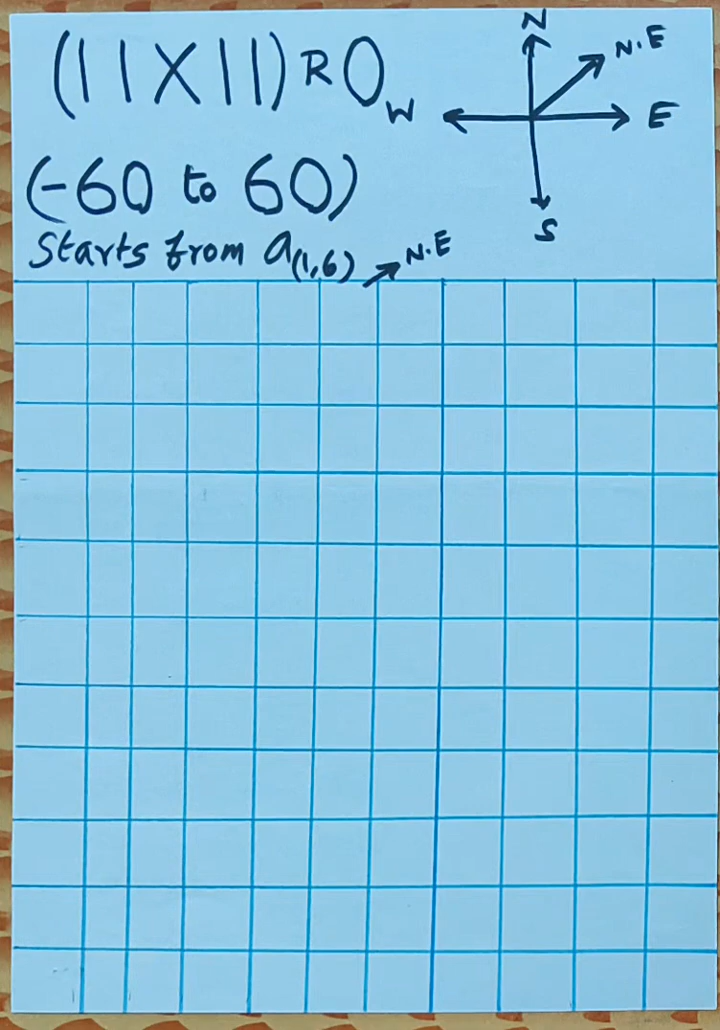 (11X11) RO
N
N.E
W
E
S
(-60 to 60)
Starts from a(1,6) N.E